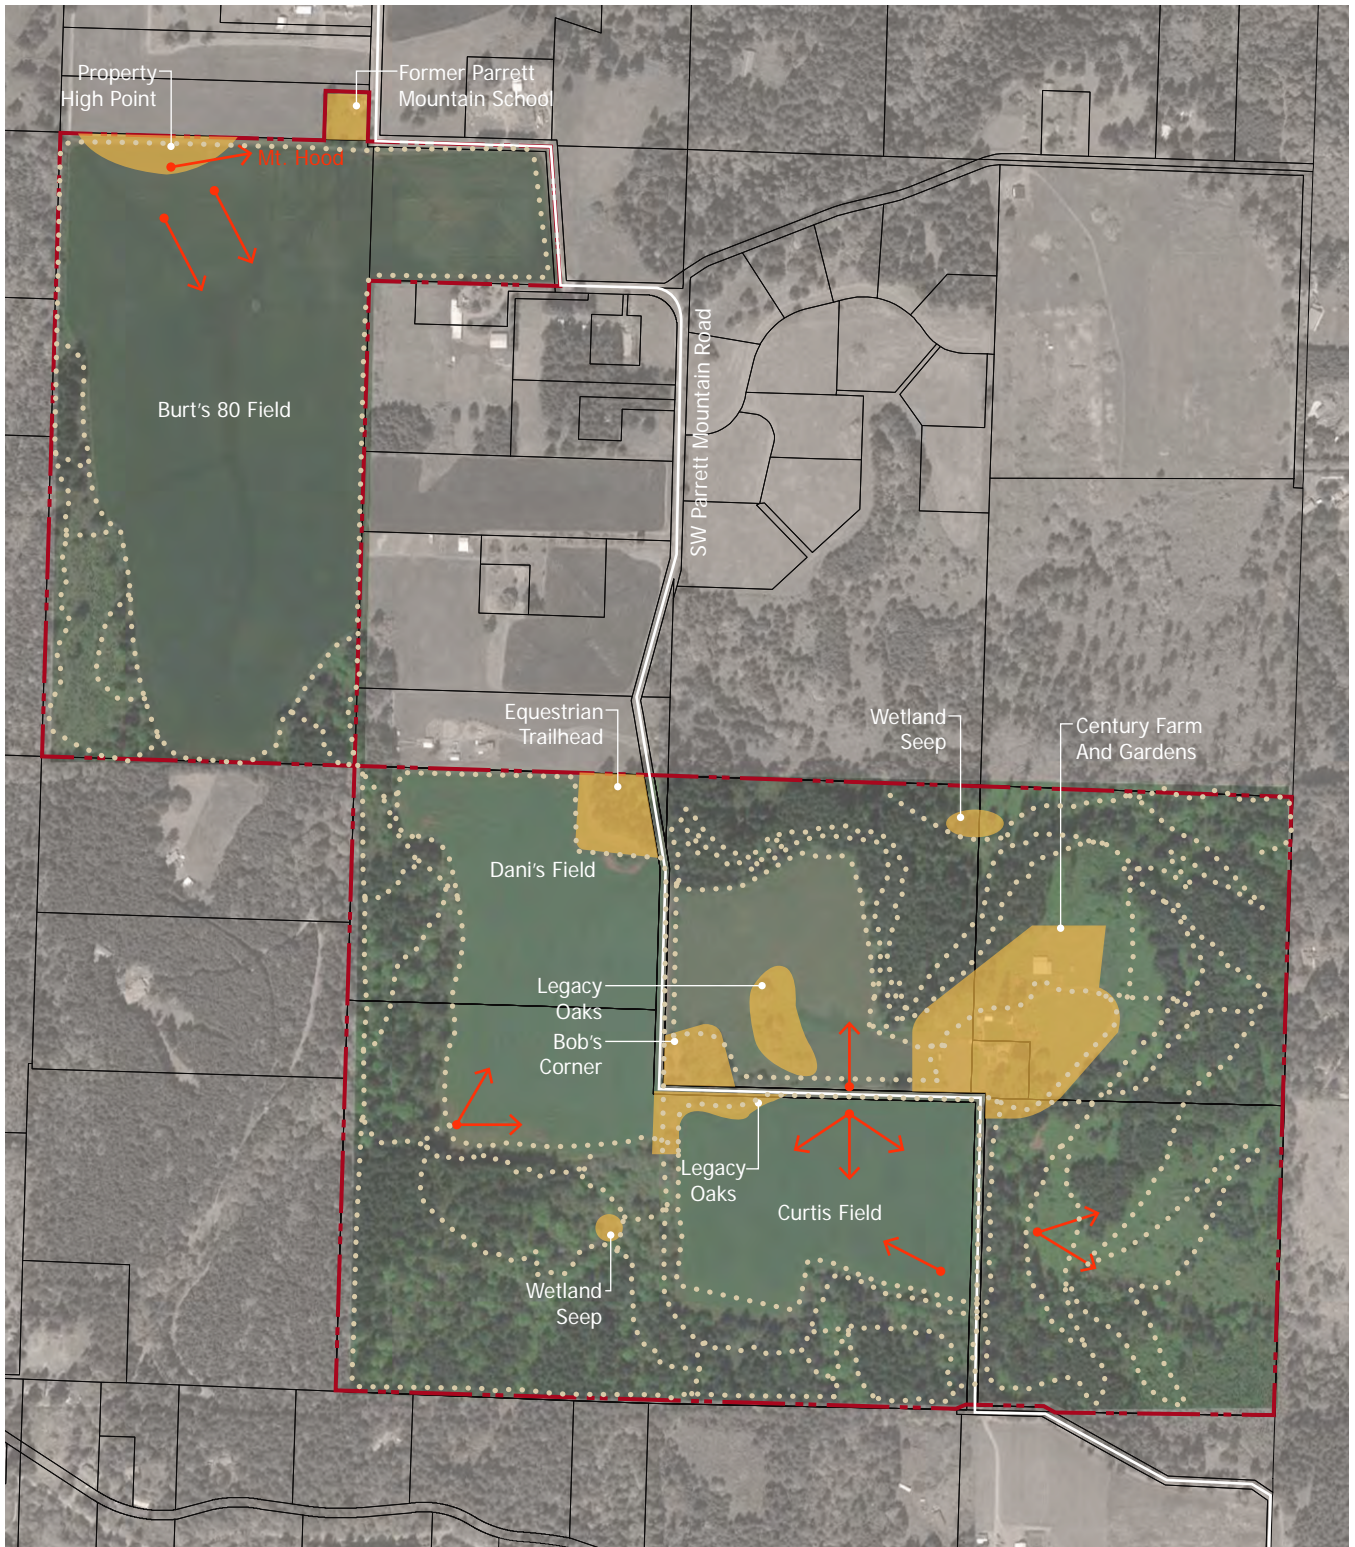 Property
High Point
Former Parrett
Mountain School
Mt. Hood
Burt's 80 Field
SW Parrett Mountain Road
Equestrian
Trailhead
Wetland
Seep
Century Farm
And Gardens
Dani's Field
Legacy
Oaks
Bob's
Corner
Legacy
Oaks
Curtis Field
Wetland
Seep